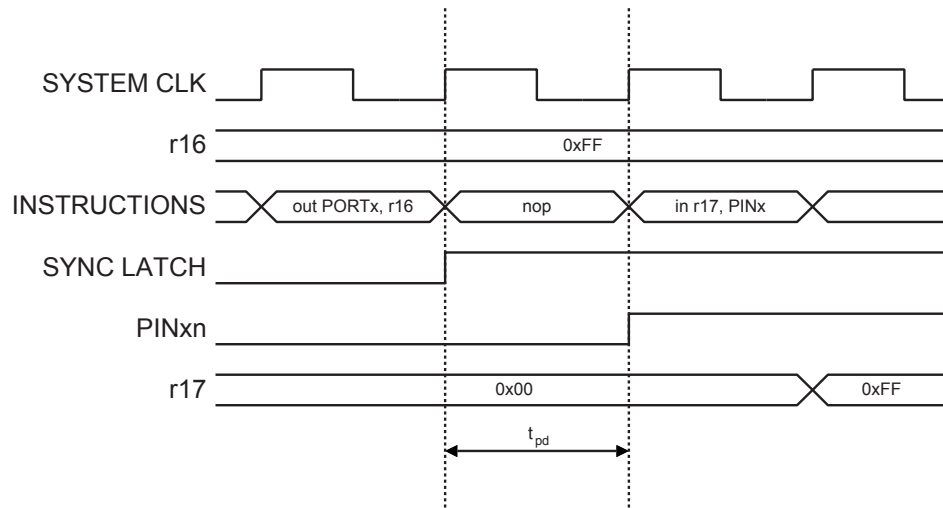 SYSTEM CLK
r16
0xFF
INSTRUCTIONS
out PORTx, r16
nop
in r17, PINx
SYNC LATCH
PINxn
r17
0x00
0xFF
tpd